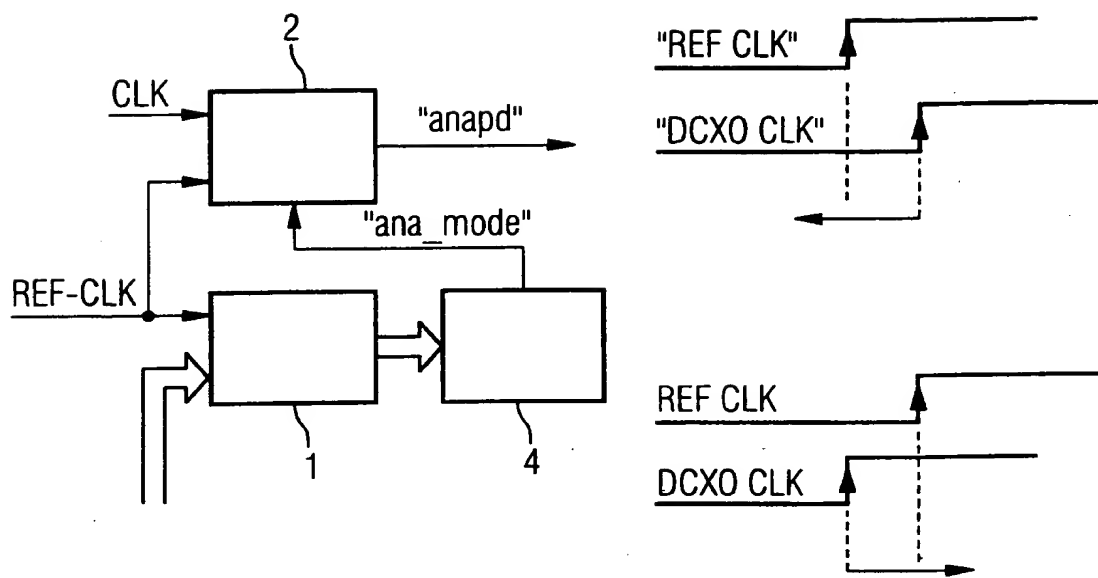 2
CLK
"anapd"
"ana_mode"
REF-CLK
1
4
"REF CLK"
"DCXO CLK"
REF CLK
DCXO CLK